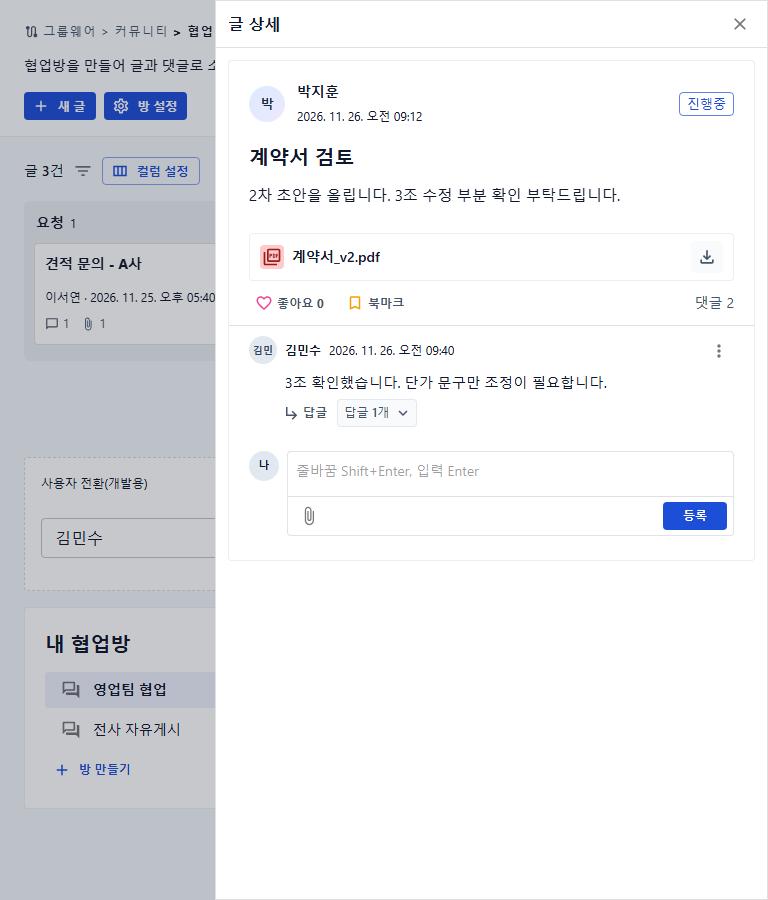 그룹웨어 > 커뮤니티 > 협업
협업방을 만들어 글과 댓글로
새 글
방 설정
글 3건
컬럼 설정
요청 1
견적 문의 - A사
이서연 · 2026. 11. 25. 오후 05:40
1
1
사용자 전환(개발용)
김민수
내 협업방
영업팀 협업
전사 자유게시
방 만들기
글 상세
박
박지훈
2026. 11. 26. 오전 09:12
진행중
계약서 검토
2차 초안을 올립니다. 3조 수정 부분 확인 부탁드립니다.
PDF
계약서_v2.pdf
좋아요 0
북마크
댓글 2
김민
김민수 2026. 11. 26. 오전 09:40
3조 확인했습니다. 단가 문구만 조정이 필요합니다.
답글
답글 1개
나
줄바꿈 Shift+Enter, 입력 Enter
등록